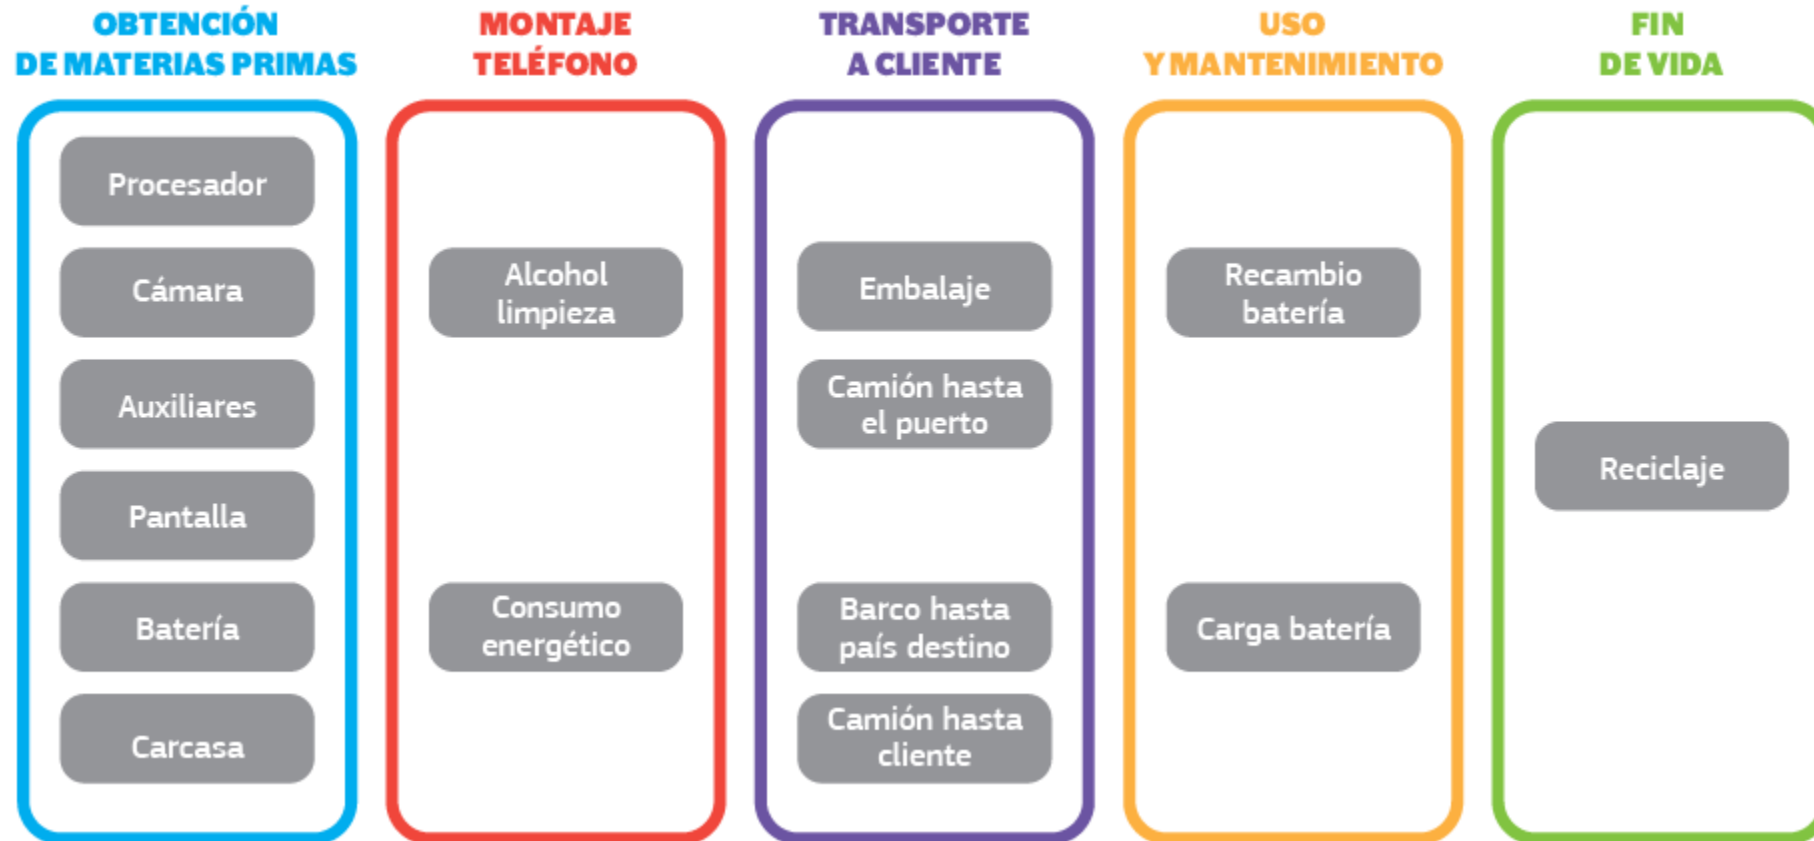 OBTENCIÓN
DE MATERIAS PRIMAS
Procesador
Cámara
Auxiliares
Pantalla
Batería
Carcasa
MONTAJE
TELÉFONO
Alcohol
limpieza
Consumo
energético
TRANSPORTE
A CLIENTE
Embalaje
Camión hasta
el puerto
Barco hasta
país destino
Camión hasta
cliente
USO
Y MANTENIMIENTO
Recambio
batería
Carga batería
FIN
DE VIDA
Reciclaje